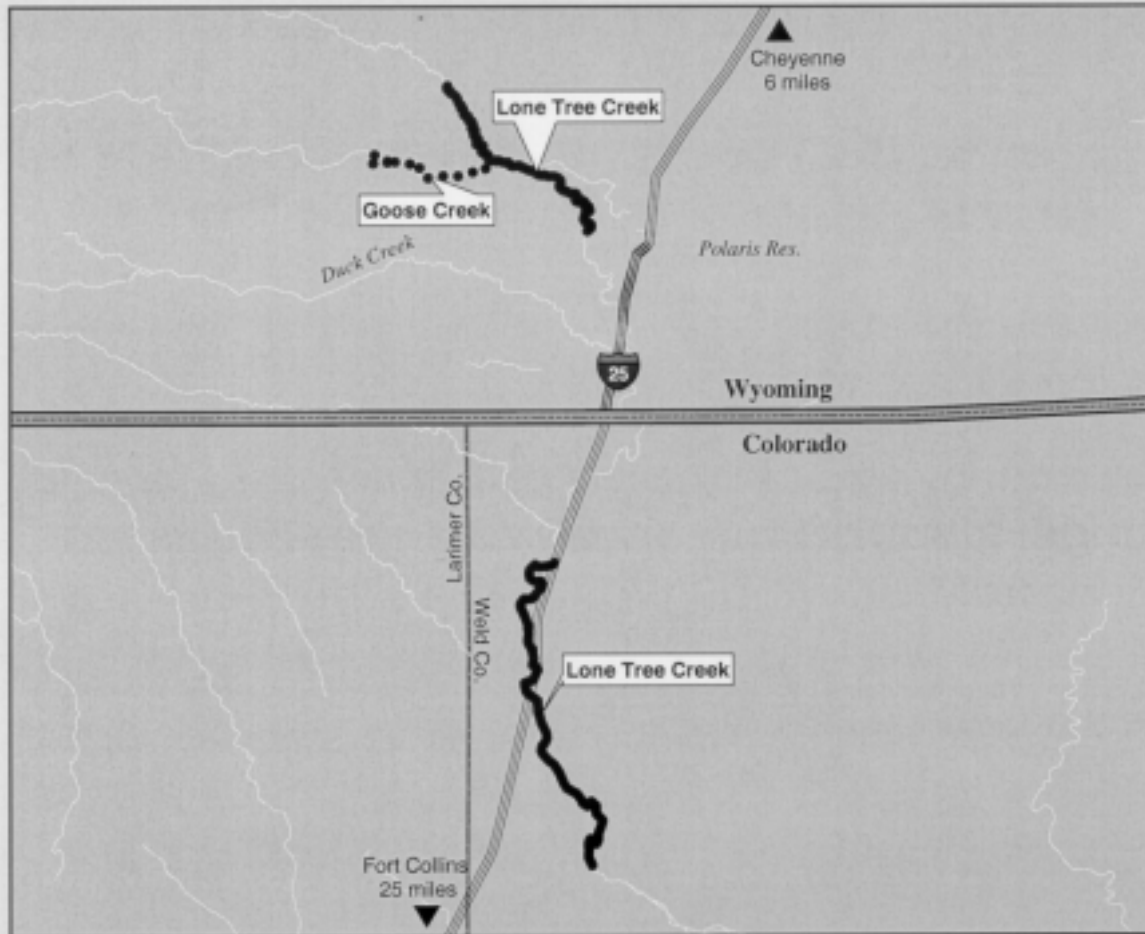 Cheyenne
6 miles
Lone Tree Creek
Goose Creek
Duck Creek
Polaris Res.
25
Wyoming
Colorado
Larimer Co.
Weld Co.
Lone Tree Creek
Fort Collins
25 miles